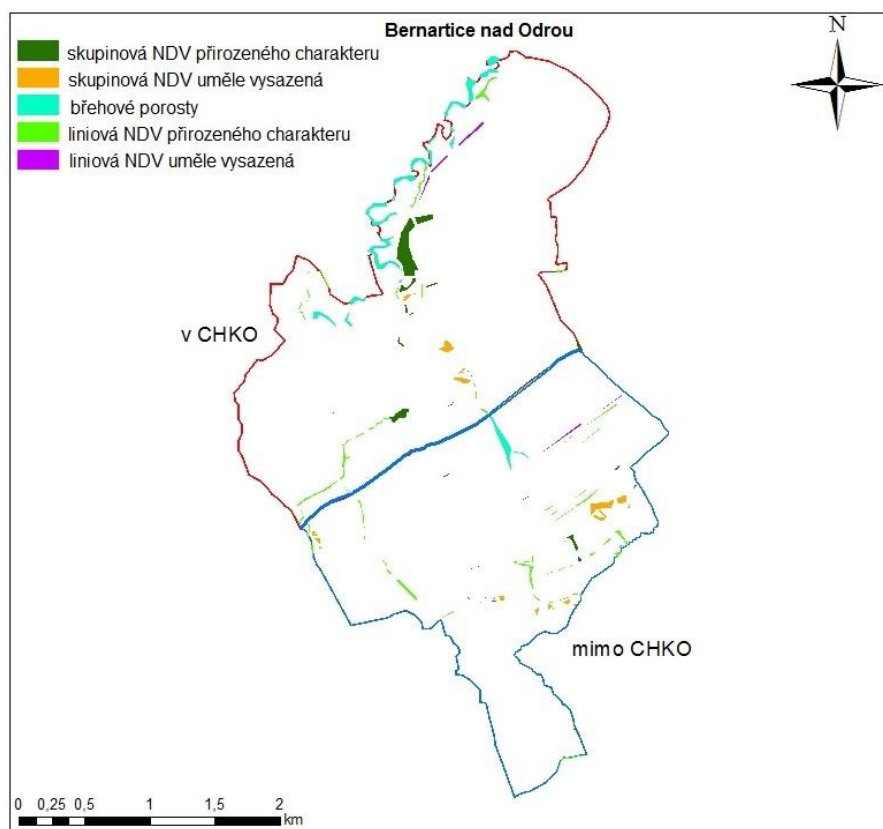 Bernartice nad Odrou
N
skupinová NDV přirozeného charakteru
skupinová NDV uměle vysazená
břehové porosty
liniová NDV přirozeného charakteru
liniová NDV uměle vysazená
v CHKO
mimo CHKO
0 0,25 0,5 1 1,5 2
km